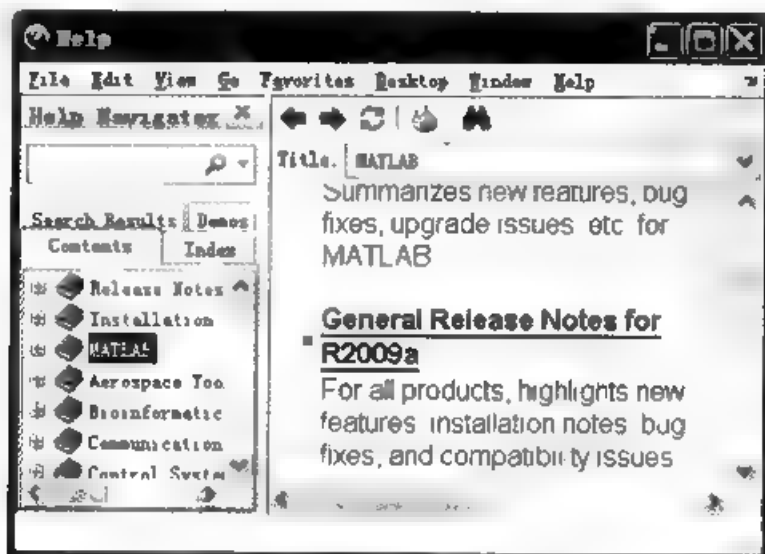 Help
File Edit View Go Favorites Desktop Window Help
Help Navigator
Title: MATLAB
Search Results Demos
Contents Index
Release Notes
Installation
MATLAB
Aerospace Too
Bioinformatic
Communication
Control System
Summarizes new features, bug
fixes, upgrade issues etc for
MATLAB
General Release Notes for
R2009a
For all products, highlights new
features installation notes bug
fixes, and compatibility issues